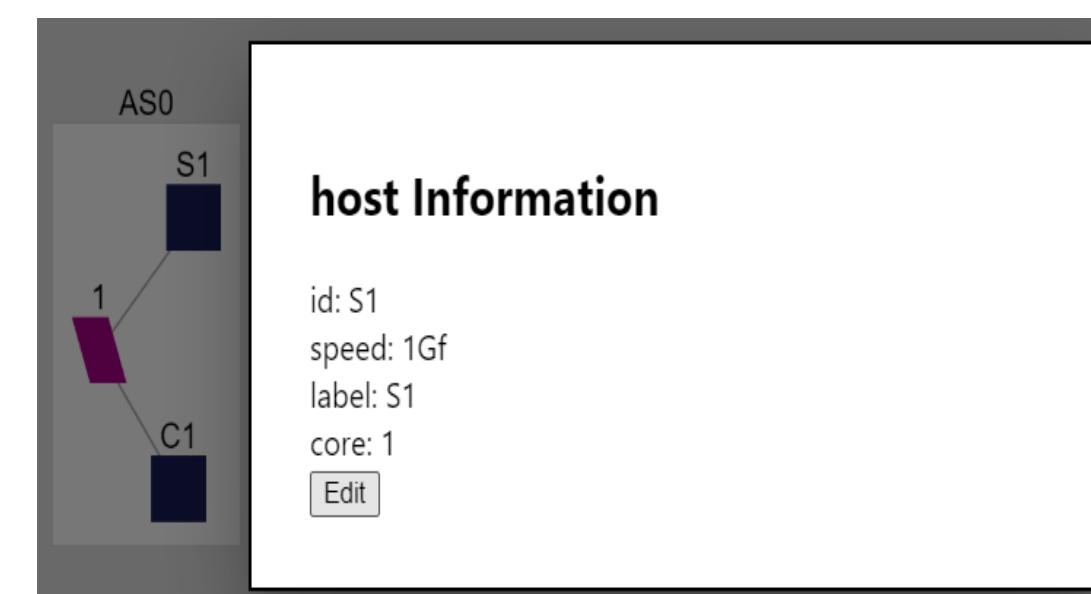 AS0
S1
1
C1
host Information
id: S1
speed: 1Gf
label: S1
core: 1
Edit